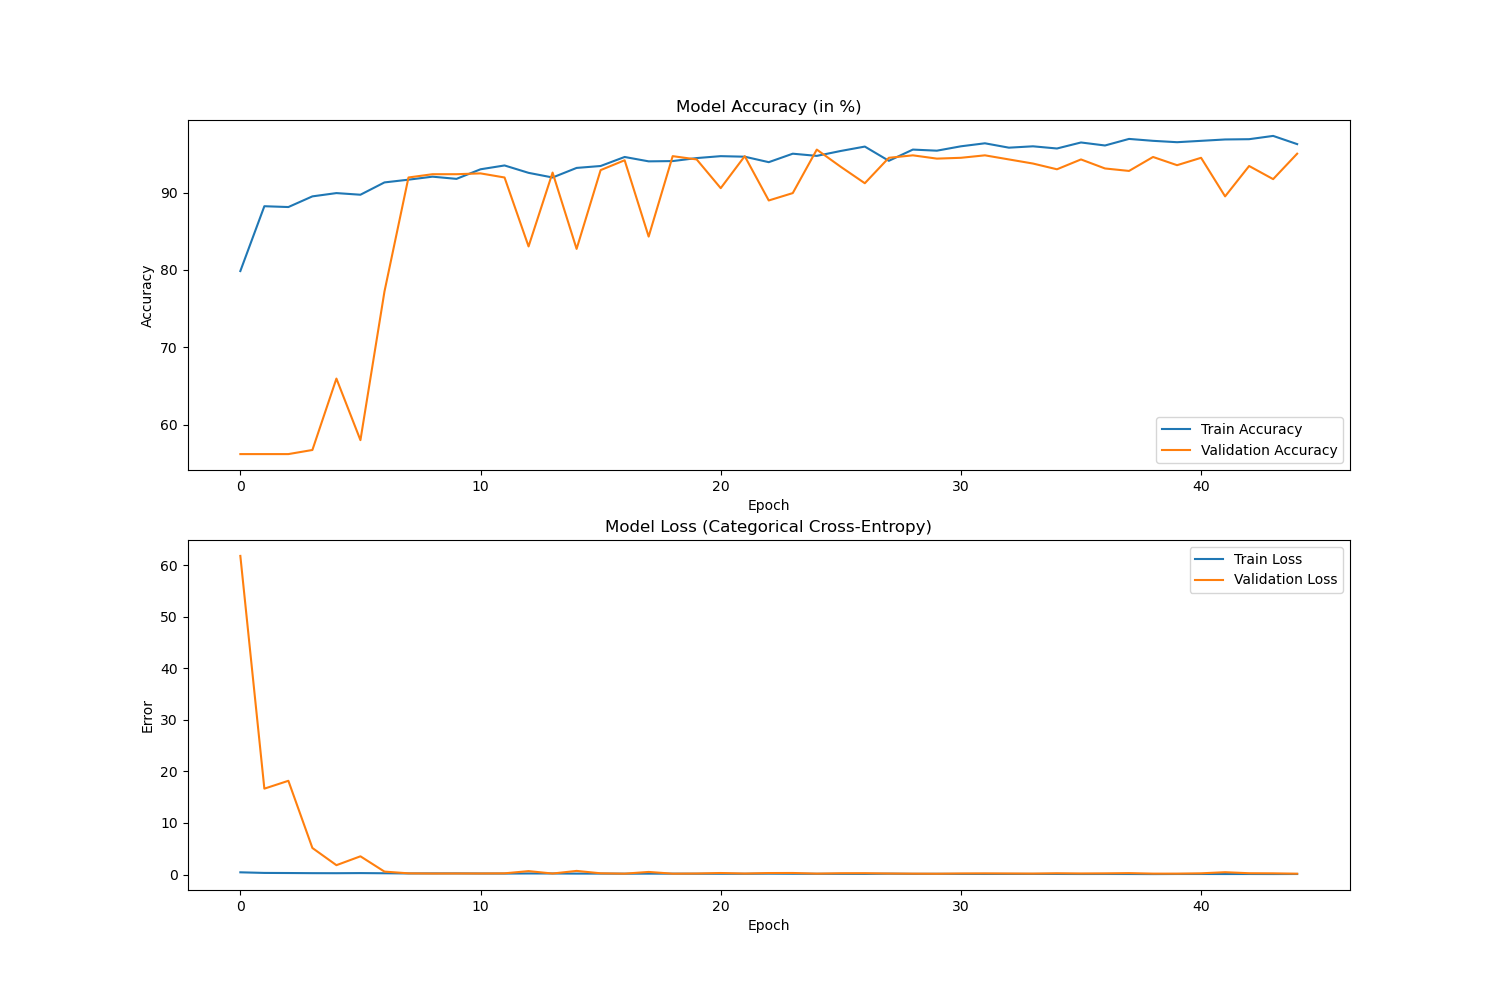 Model Accuracy (in %)
Accuracy
90
80
70
60
Train Accuracy
Validation Accuracy
0 10 20 30 40
Epoch
Model Loss (Categorical Cross-Entropy)
Error
60
50
40
30
20
10
0
Train Loss
Validation Loss
0 10 20 30 40
Epoch